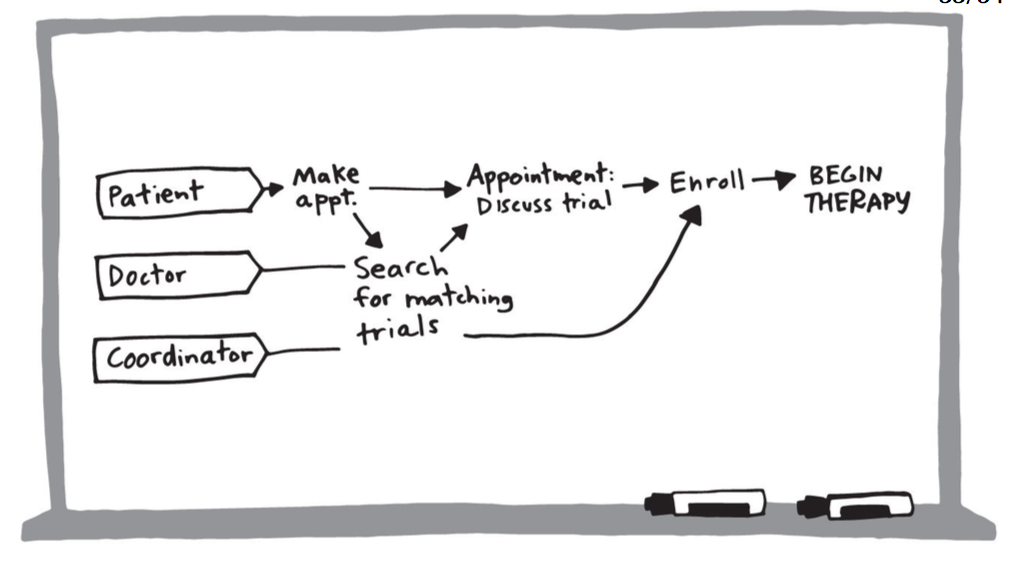 Patient
Make
appt.
Appointment:
Discuss trial
Enroll
BEGIN
THERAPY
Doctor
Search
for matching
trials
Coordinator